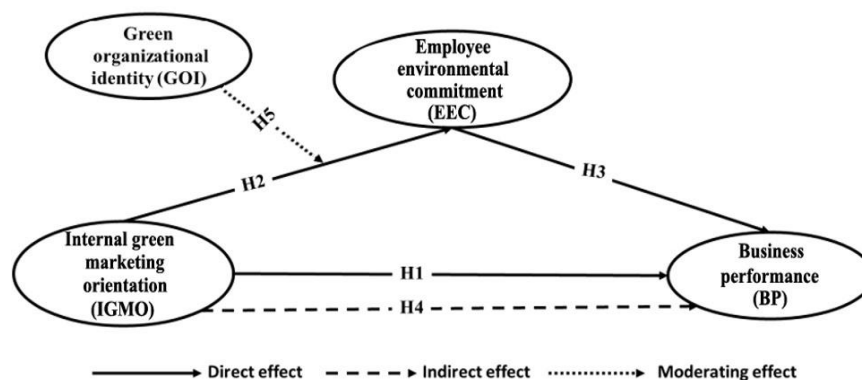 Green
organizational
identity (GOI)
Employee
environmental
commitment
(EEC)
H5
H2
H3
Internal green
marketing
orientation
(IGMO)
H1
H4
Business
performance
(BP)
Direct effect
Indirect effect
Moderating effect